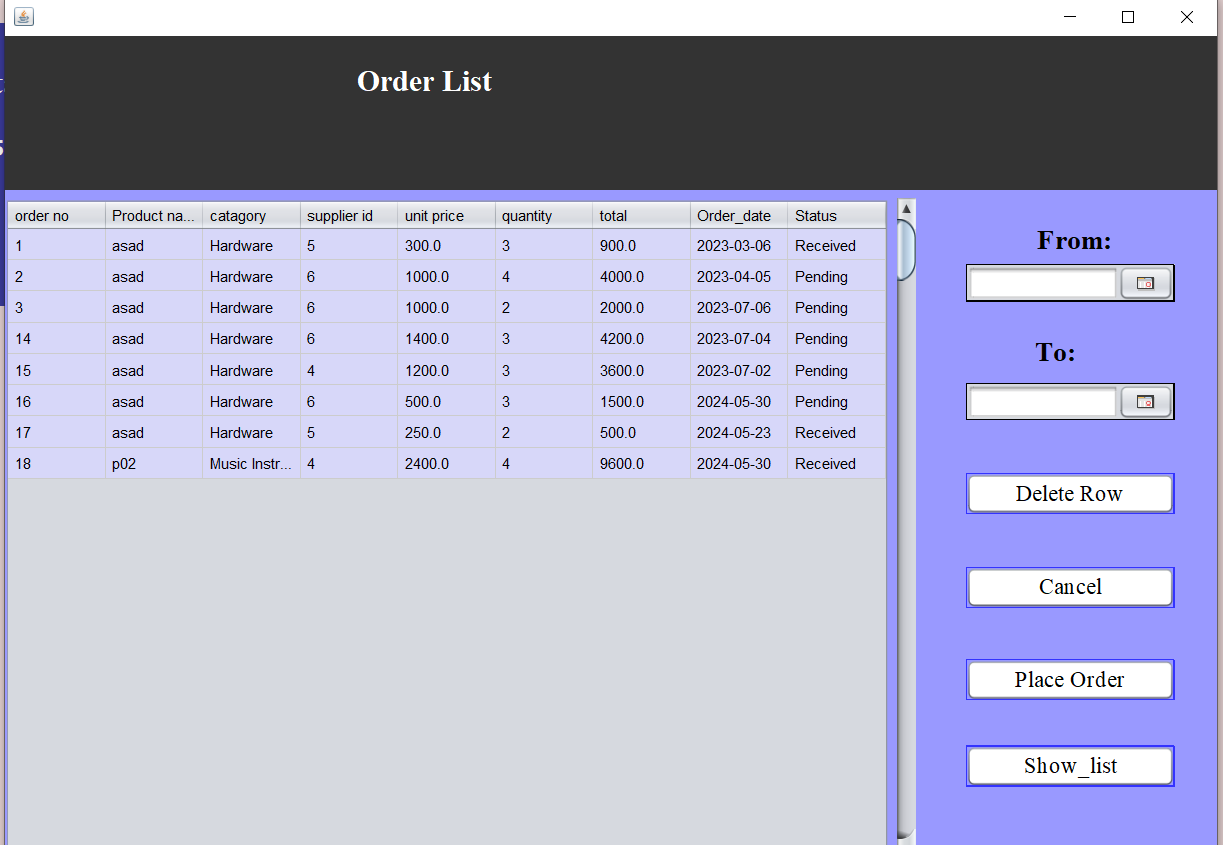 Order List
order no Product na... catagory supplier id unit price quantity total Order_date Status
1 asad Hardware 5 300.0 3 900.0 2023-03-06 Received
2 asad Hardware 6 1000.0 4 4000.0 2023-04-05 Pending
3 asad Hardware 6 1000.0 2 2000.0 2023-07-06 Pending
14 asad Hardware 6 1400.0 3 4200.0 2023-07-04 Pending
15 asad Hardware 4 1200.0 3 3600.0 2023-07-02 Pending
16 asad Hardware 6 500.0 3 1500.0 2024-05-30 Pending
17 asad Hardware 5 250.0 2 500.0 2024-05-23 Received
18 p02 Music Instr... 4 2400.0 4 9600.0 2024-05-30 Received
From:
To:
Delete Row
Cancel
Place Order
Show_list